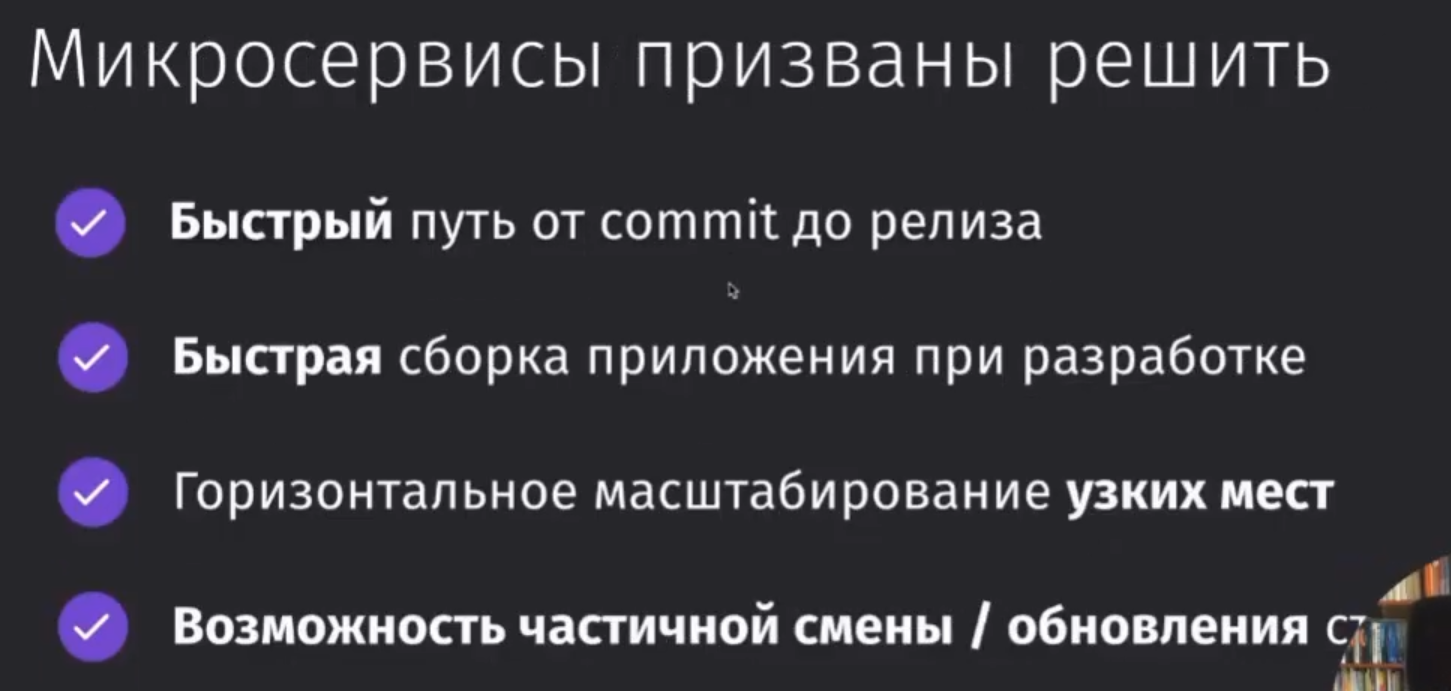 Микросервисы призваны решить
Быстрый путь от commit до релиза
Быстрая сборка приложения при разработке
Горизонтальное масштабирование узких мест
Возможность частичной смены / обновления